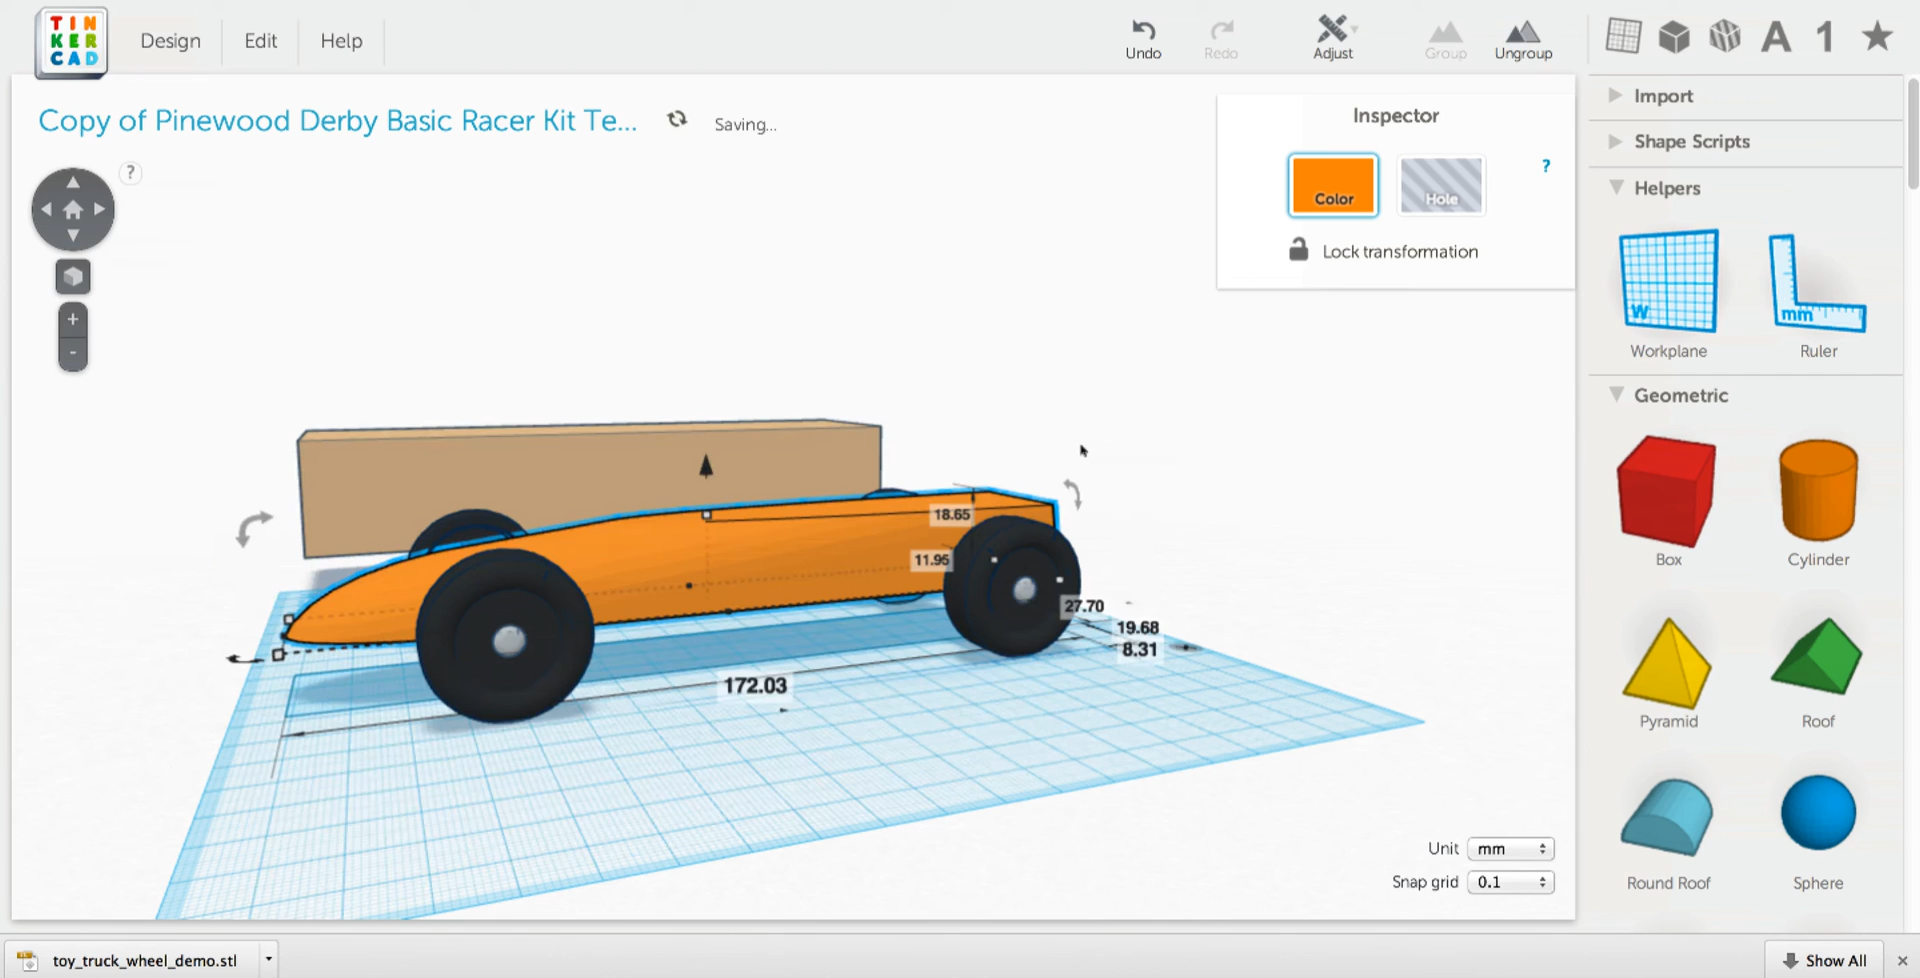 TIN
KER
CAD
Design
Edit
Help
Undo
Redo
Adjust
Group
Ungroup
A
1
Copy of Pinewood Derby Basic Racer Kit Te...
Saving...
?
Inspector
Color
Hole
?
Lock transformation
Import
Shape Scripts
Helpers
W
mm
Workplane
Ruler
Geometric
Box
Cylinder
Pyramid
Roof
Round Roof
Sphere
+
-
18.65
11.95
27.70
19.68
8.31
172.03
Unit mm
Snap grid 0.1
toy_truck_wheel_demo.stl
Show All